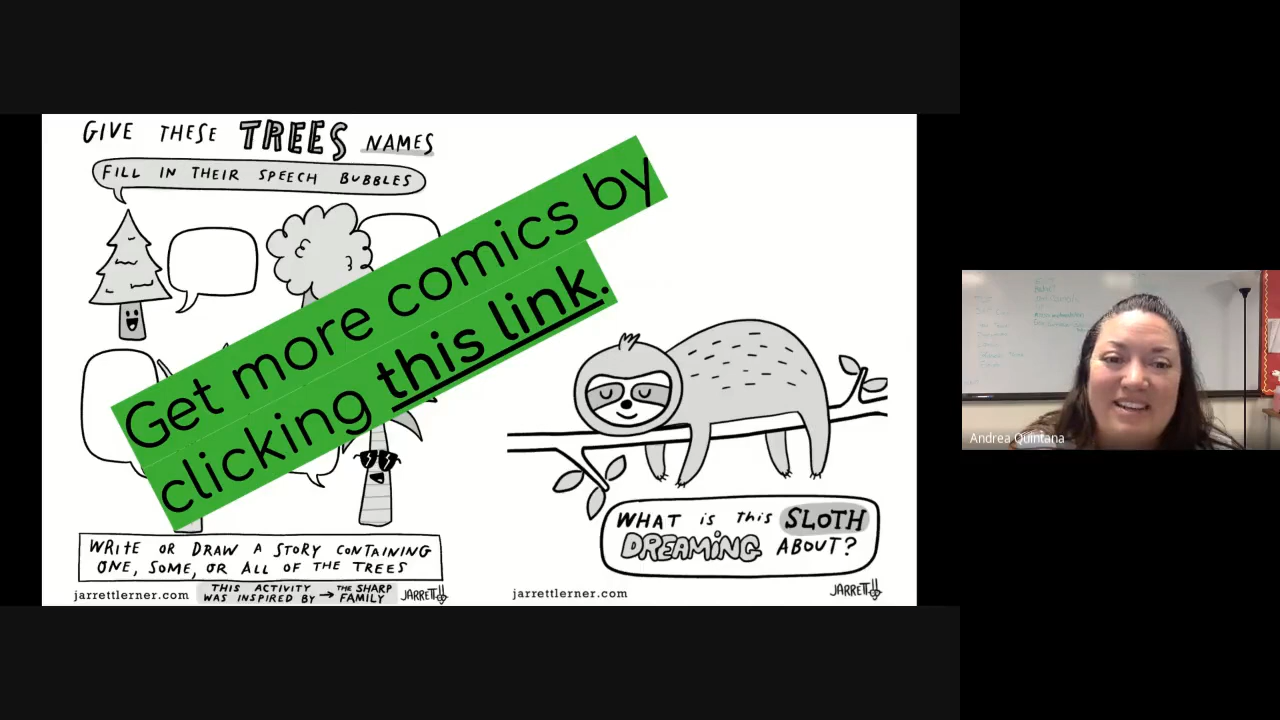 GIVE THESE TREES NAMES
FILL IN THEIR SPEECH BUBBLES
Get more comics by
clicking this link.
WRITE OR DRAW A STORY CONTAINING
ONE, SOME, OR ALL OF THE TREES
jarrettlerner.com
THIS ACTIVITY
WAS INSPIRED BY → THE SHARP
FAMILY
JARRETT
WHAT is this SLOTH
DREAMING ABOUT?
jarrettlerner.com
JARRETT
Andrea Quintana